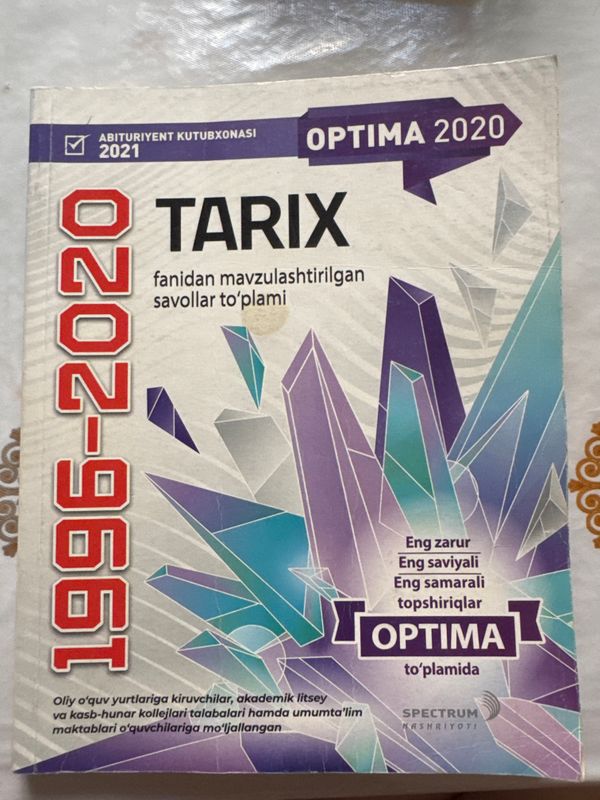 ABITURIYENT KUTUBXONASI
2021
OPTIMA 2020
1996-2020
TARIX
fanidan mavzulashtirilgan
savollar to'plami
Eng zarur
Eng saviyali
Eng samarali
topshiriqlar
OPTIMA
to'plamida
Oliy o'quv yurtlariga kiruvchilar, akademik litsey
va kasb-hunar kollejlari talabalari hamda umumta'lim
maktablari o'quvchilariga mo'ljallangan
SPECTRUM
NASHRIYOTI